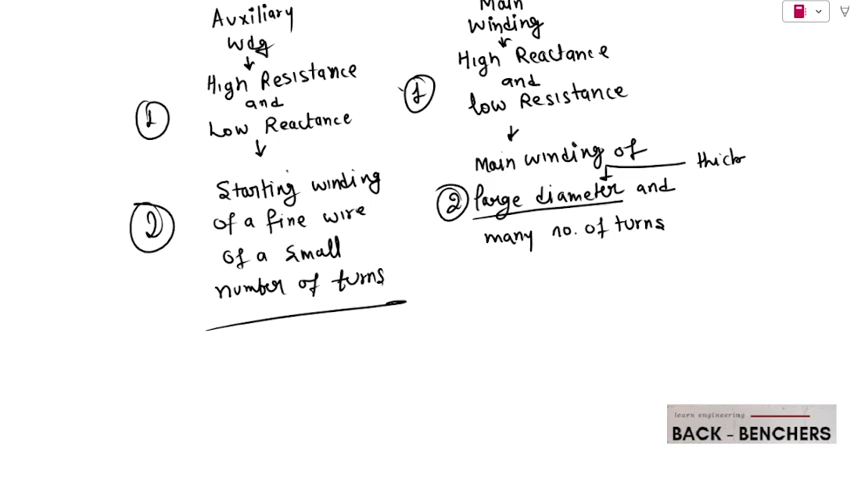 Auxiliary
Wdg
High Resistance
and
① Low Reactance
Starting winding
② of a fine wire
of a small
number of turns
Main
Winding
High Reactance
① and
low Resistance
Main winding of
thick
② large diameter and
many no. of turns
learn engineering
BACK - BENCHERS